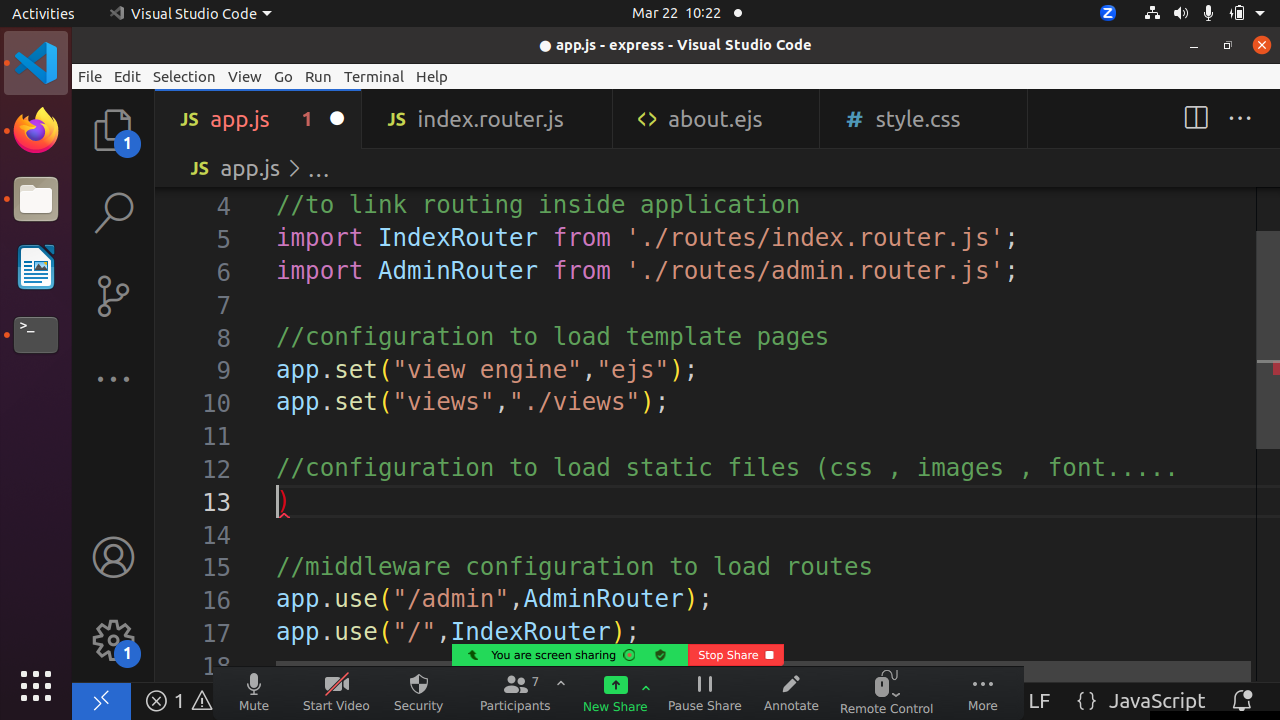 Activities
Visual Studio Code
Mar 22 10:22
Z
● app.js - express - Visual Studio Code
File Edit Selection View Go Run Terminal Help
JS app.js 1
JS index.router.js
<> about.ejs
# style.css
JS app.js > ...
4 //to link routing inside application
5 import IndexRouter from './routes/index.router.js';
6 import AdminRouter from './routes/admin.router.js';
7
8 //configuration to load template pages
9 app.set("view engine","ejs");
10 app.set("views","./views");
11
12 //configuration to load static files (css , images , font.....
13 )
14
15 //middleware configuration to load routes
16 app.use("/admin",AdminRouter);
17 app.use("/",IndexRouter);
18
1
1
You are screen sharing
Stop Share
7
Mute
Start Video
Security
Participants
New Share
Pause Share
Annotate
Remote Control
More
1
LF
{ } JavaScript